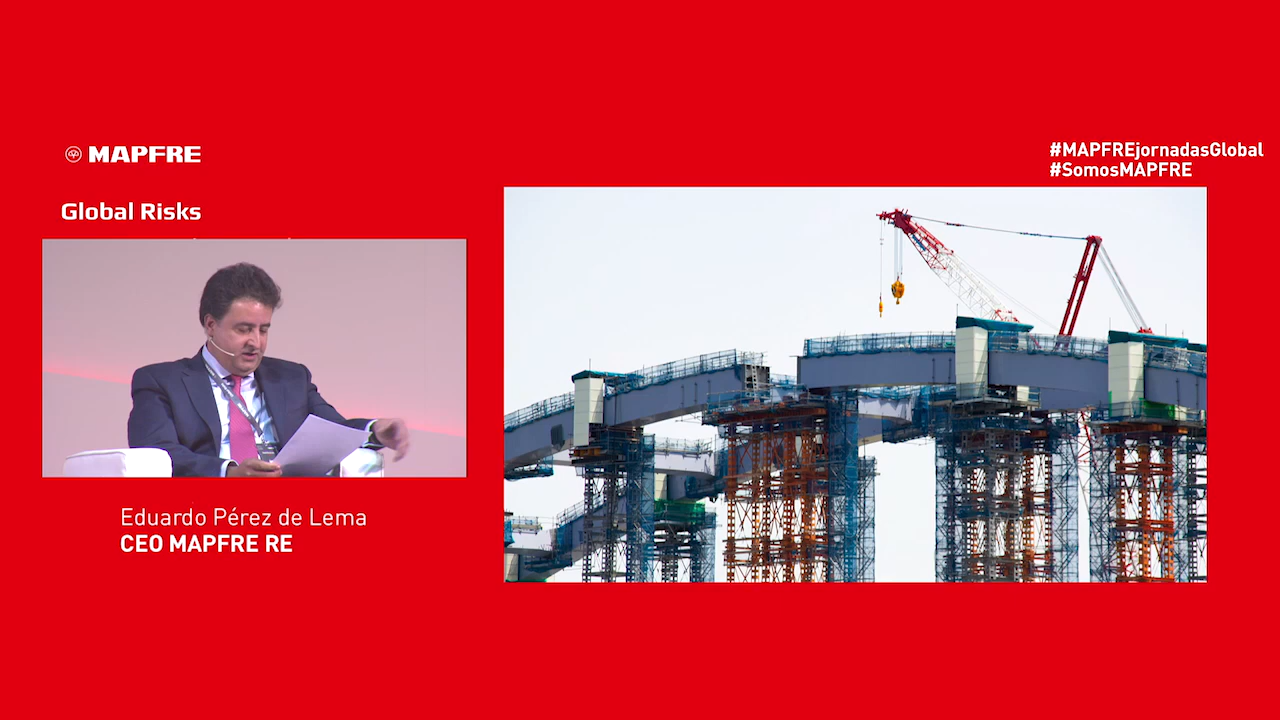 MAPFRE
#MAPFREjornadasGlobal
#SomosMAPFRE
Global Risks
Eduardo Pérez de Lema
CEO MAPFRE RE